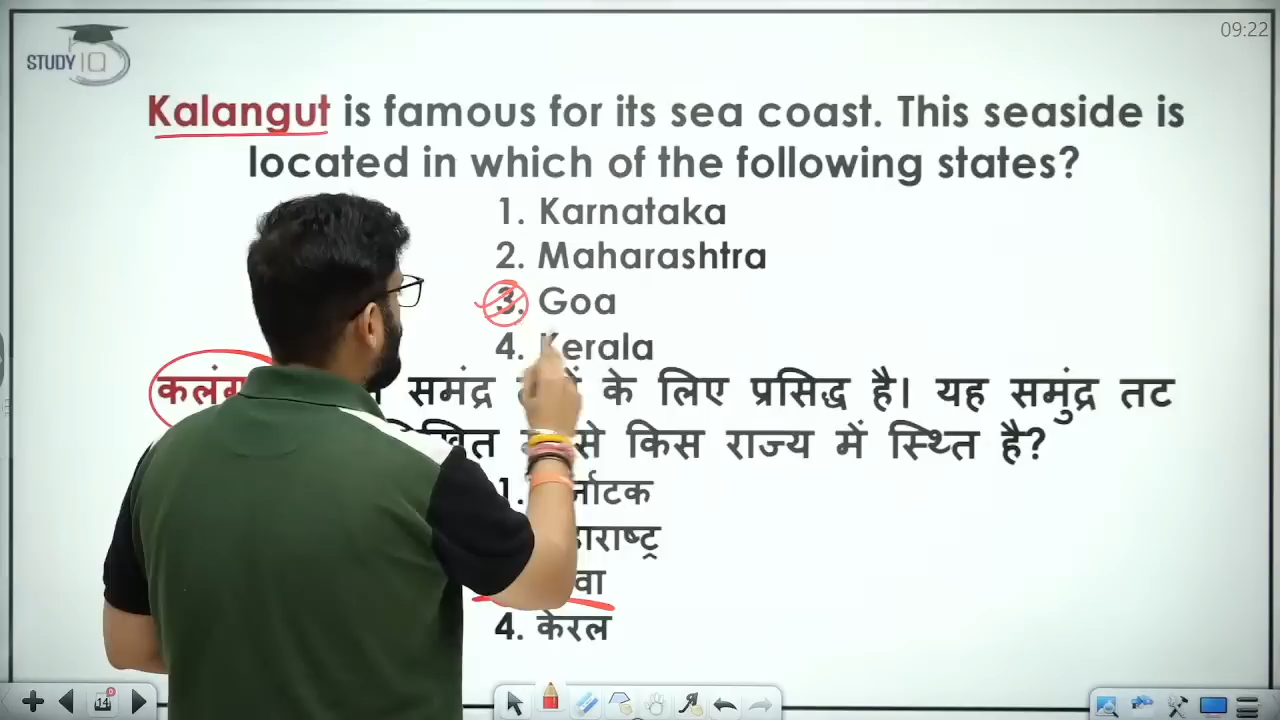 STUDY IQ
09:22
Kalangut is famous for its sea coast. This seaside is
located in which of the following states?
1. Karnataka
2. Maharashtra
3. Goa
4. Kerala
समंद्र के लिए प्रसिद्ध है। यह समुंद्र तट
से किस राज्य में स्थित है?
1.
4. केरल
14